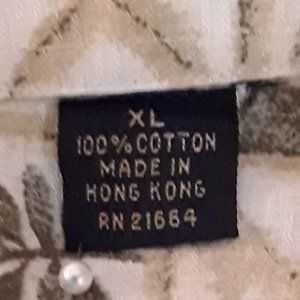 XL
100% COTTON
MADE IN
HONG KONG
RN 21664